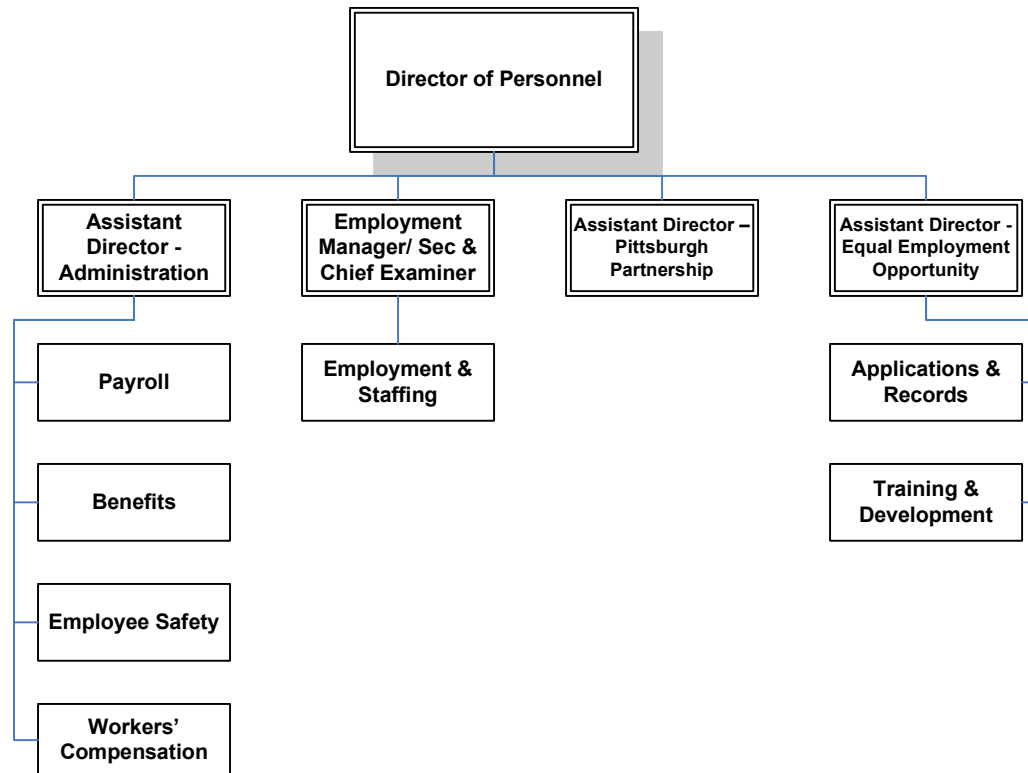 Director of Personnel
Assistant
Director -
Administration
Employment
Manager/ Sec &
Chief Examiner
Assistant Director –
Pittsburgh
Partnership
Assistant Director -
Equal Employment
Opportunity
Payroll
Employment &
Staffing
Applications &
Records
Benefits
Training &
Development
Employee Safety
Workers’
Compensation